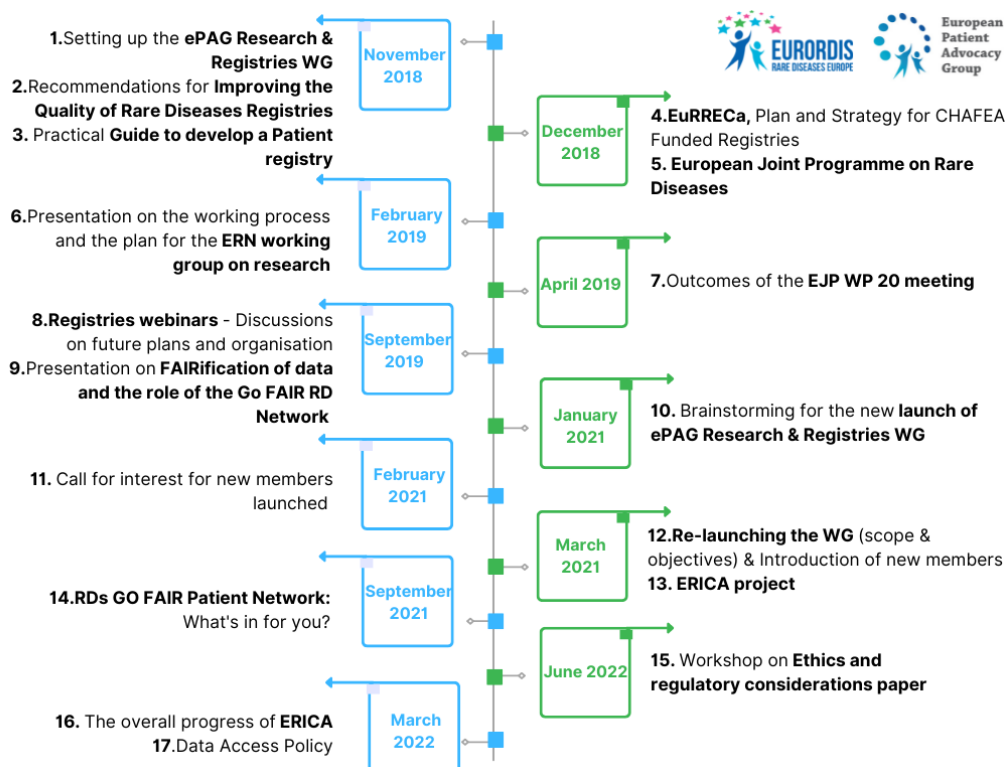 EURORDIS
RARE DISEASES EUROPE
European
Patient
Advocacy
Group
November
2018
1.Setting up the ePAG Research &
Registries WG
2.Recommendations for Improving the
Quality of Rare Diseases Registries
3. Practical Guide to develop a Patient
registry
December
2018
4.EuRRECa, Plan and Strategy for CHAFEA
Funded Registries
5. European Joint Programme on Rare
Diseases
February
2019
6.Presentation on the working process
and the plan for the ERN working
group on research
April 2019
7.Outcomes of the EJP WP 20 meeting
September
2019
8.Registries webinars - Discussions
on future plans and organisation
9.Presentation on FAIRification of data
and the role of the Go FAIR RD
Network
January
2021
10. Brainstorming for the new launch of
ePAG Research & Registries WG
February
2021
11. Call for interest for new members
launched
March
2021
12.Re-launching the WG (scope &
objectives) & Introduction of new members
13. ERICA project
September
2021
14.RDs GO FAIR Patient Network:
What's in for you?
June 2022
15. Workshop on Ethics and
regulatory considerations paper
March
2022
16. The overall progress of ERICA
17.Data Access Policy